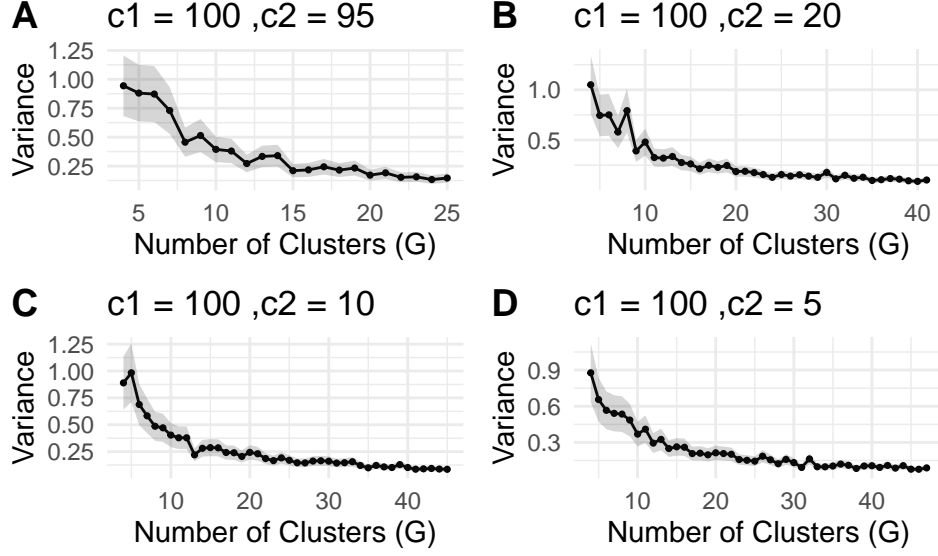 A c1 = 100 ,c2 = 95
Variance
1.25
1.00
0.75
0.50
0.25
5 10 15 20 25
Number of Clusters (G)
B c1 = 100 ,c2 = 20
Variance
1.0
0.5
10 20 30 40
Number of Clusters (G)
C c1 = 100 ,c2 = 10
Variance
1.25
1.00
0.75
0.50
0.25
10 20 30 40
Number of Clusters (G)
D c1 = 100 ,c2 = 5
Variance
0.9
0.6
0.3
10 20 30 40
Number of Clusters (G)